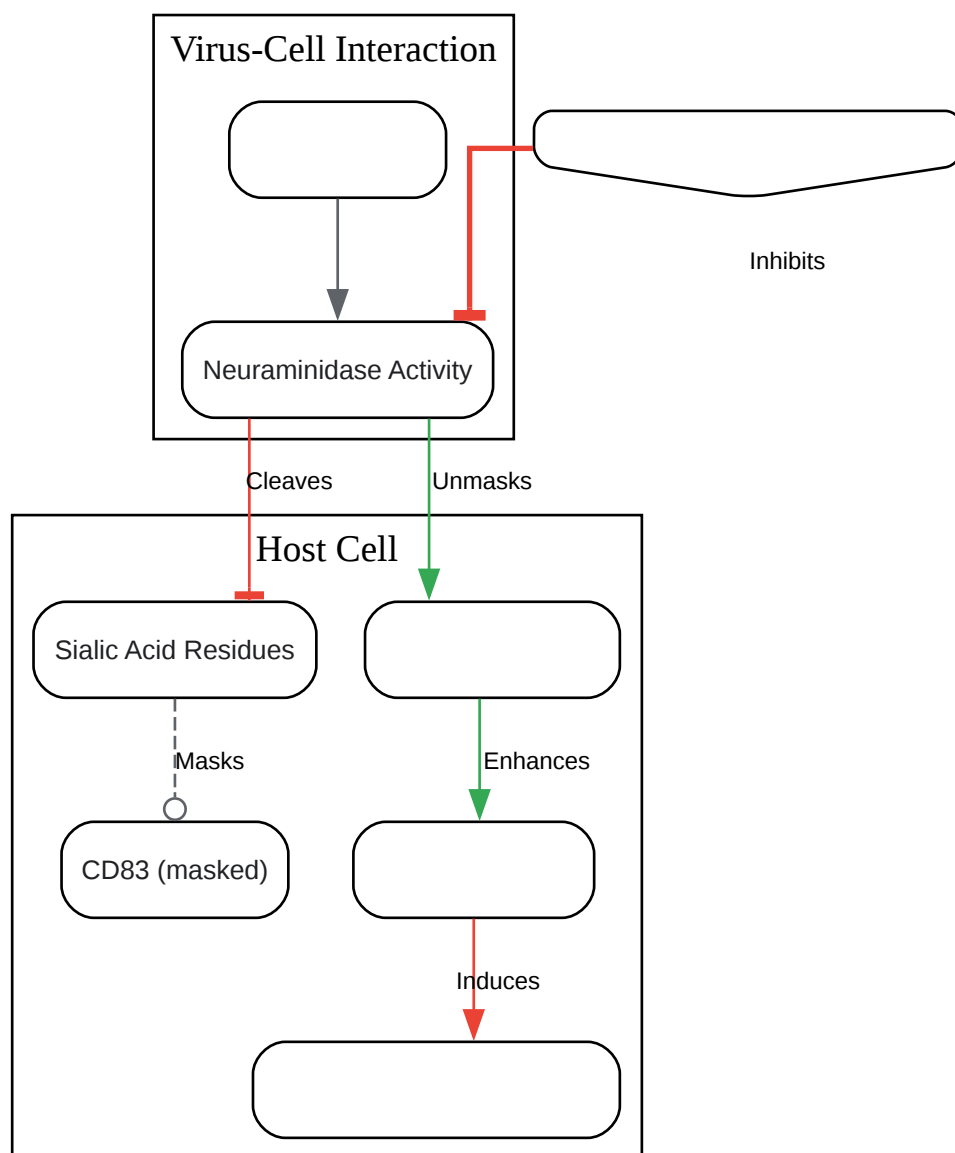 Virus-Cell Interaction
Inhibits
Neuraminidase Activity
Cleaves
Unmasks
Host Cell
Sialic Acid Residues
Masks
Enhances
CD83 (masked)
Induces